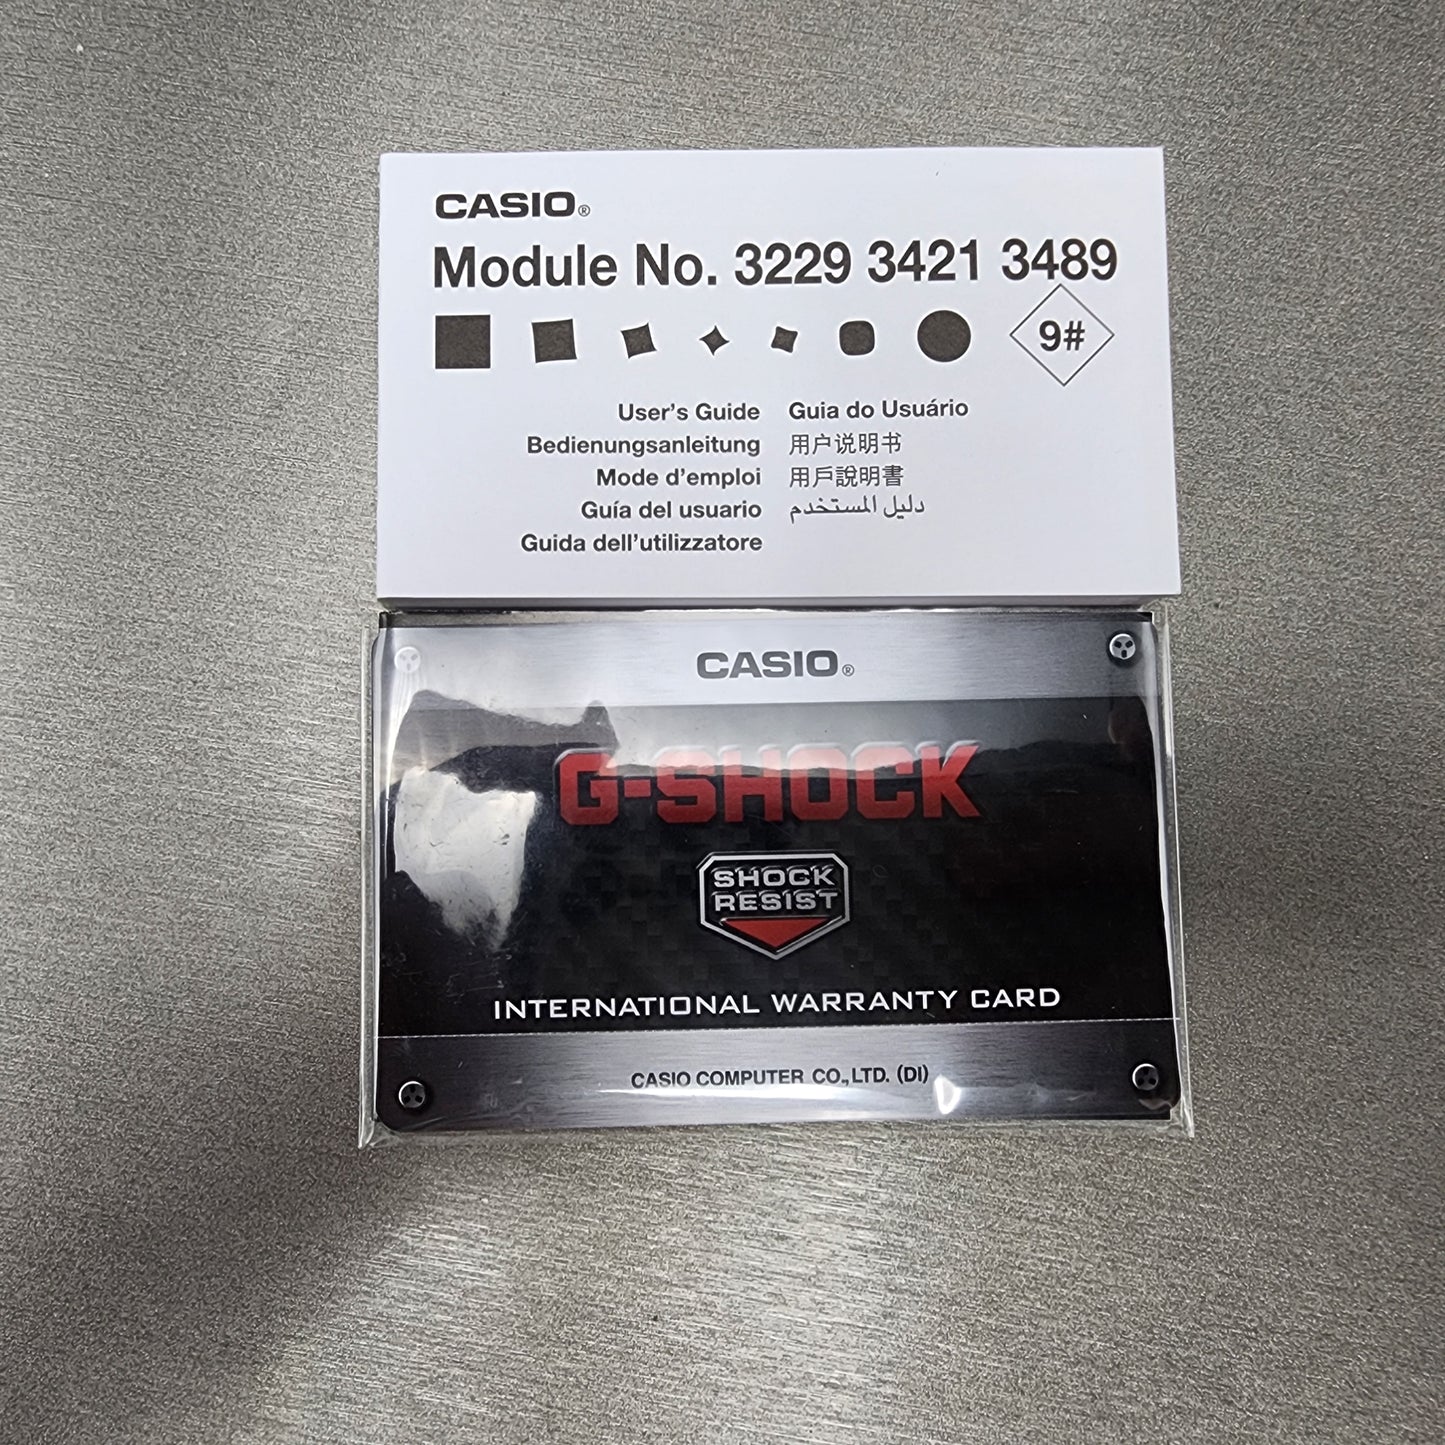 CASIO®
Module No. 3229 3421 3489
9#
User's Guide
Bedienungsanleitung
Mode d'emploi
Guía del usuario
Guida dell'utilizzatore
Guia do Usuário
用户说明书
用戶說明書
دليل المستخدم
CASIO®
G-SHOCK
SHOCK
RESIST
INTERNATIONAL WARRANTY CARD
CASIO COMPUTER CO.,LTD. (DI)